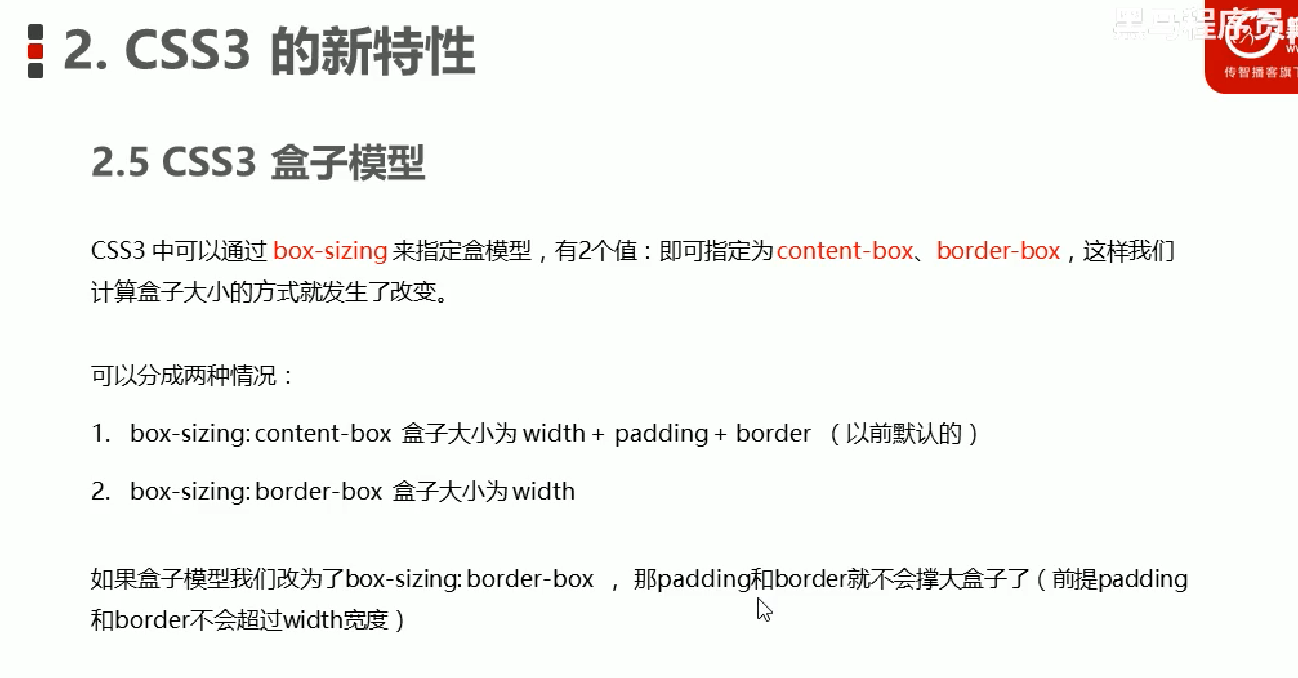 黑马程序员
2. CSS3 的新特性
传智播客旗下
2.5 CSS3 盒子模型
CSS3 中可以通过 box-sizing 来指定盒模型，有2个值：即可指定为content-box、border-box，这样我们
计算盒子大小的方式就发生了改变。
可以分成两种情况：
1. box-sizing: content-box 盒子大小为 width + padding + border （以前默认的）
2. box-sizing: border-box 盒子大小为 width
如果盒子模型我们改为了box-sizing: border-box ， 那padding和border就不会撑大盒子了（前提padding
和border不会超过width宽度）